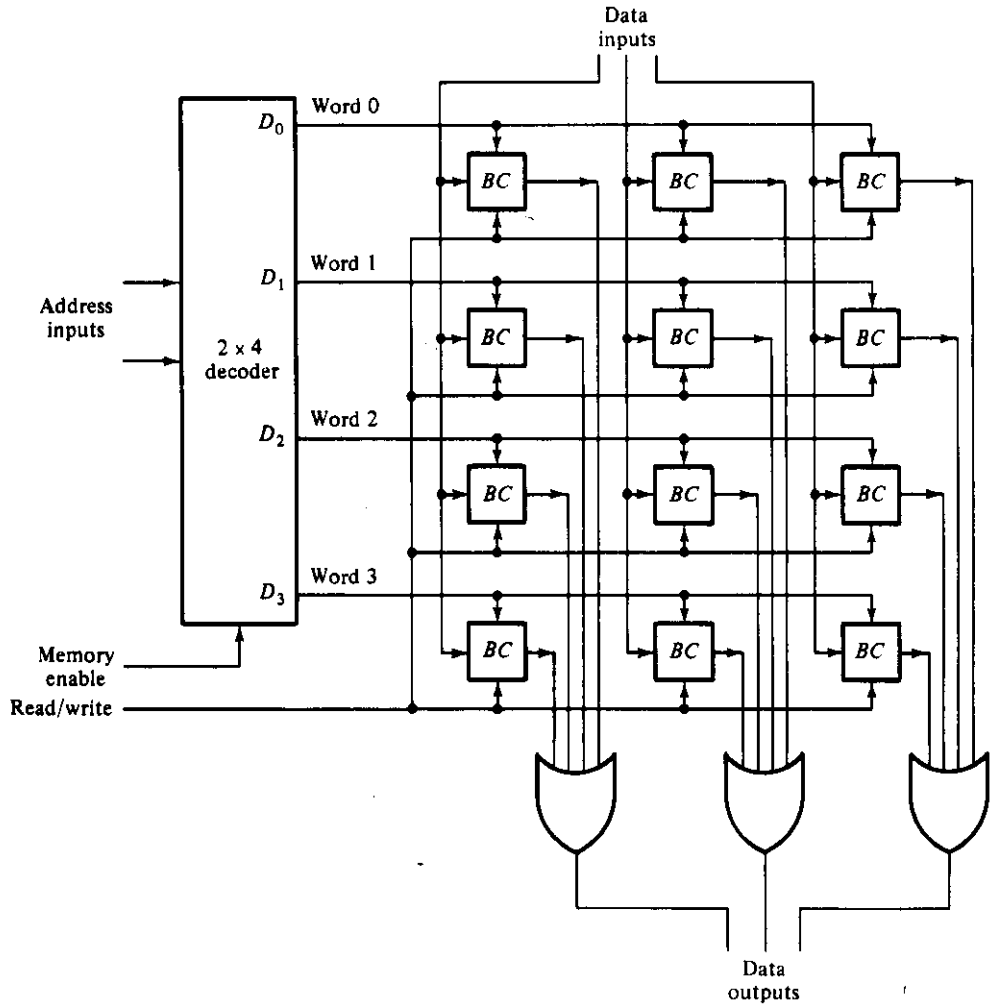 Data
inputs
Word 0
D0
BC BC BC
Word 1
D1
Address
inputs
BC BC BC
2 × 4
decoder
Word 2
D2
BC BC BC
Word 3
D3
BC BC BC
Memory
enable
Read/write
Data
outputs